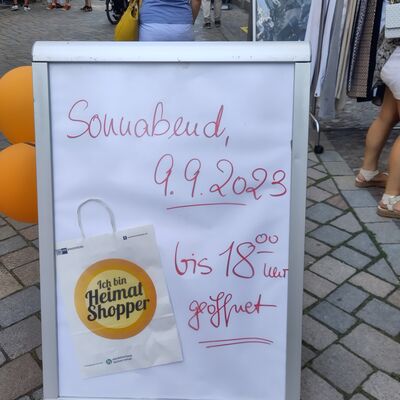 Sonnabend,
9.9.2023
bis 18⁰⁰ Uhr
geöffnet
Ich bin
Heimat
Shopper